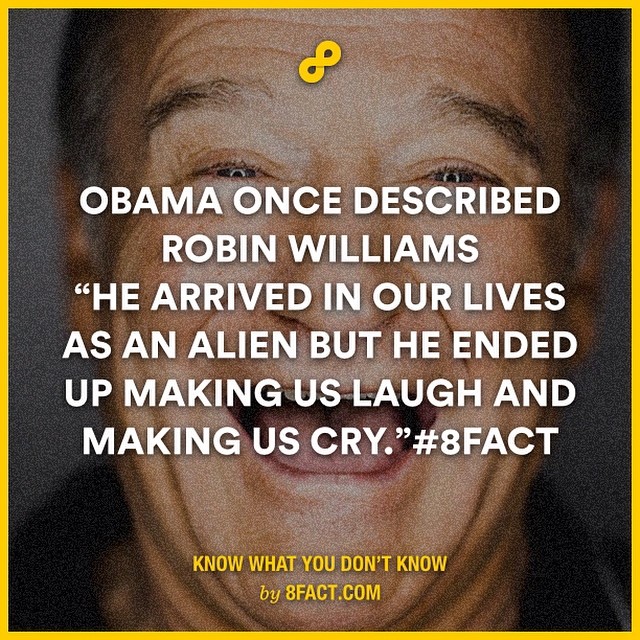 OBAMA ONCE DESCRIBED
ROBIN WILLIAMS
“HE ARRIVED IN OUR LIVES
AS AN ALIEN BUT HE ENDED
UP MAKING US LAUGH AND
MAKING US CRY.”#8FACT
KNOW WHAT YOU DON’T KNOW
by 8FACT.COM